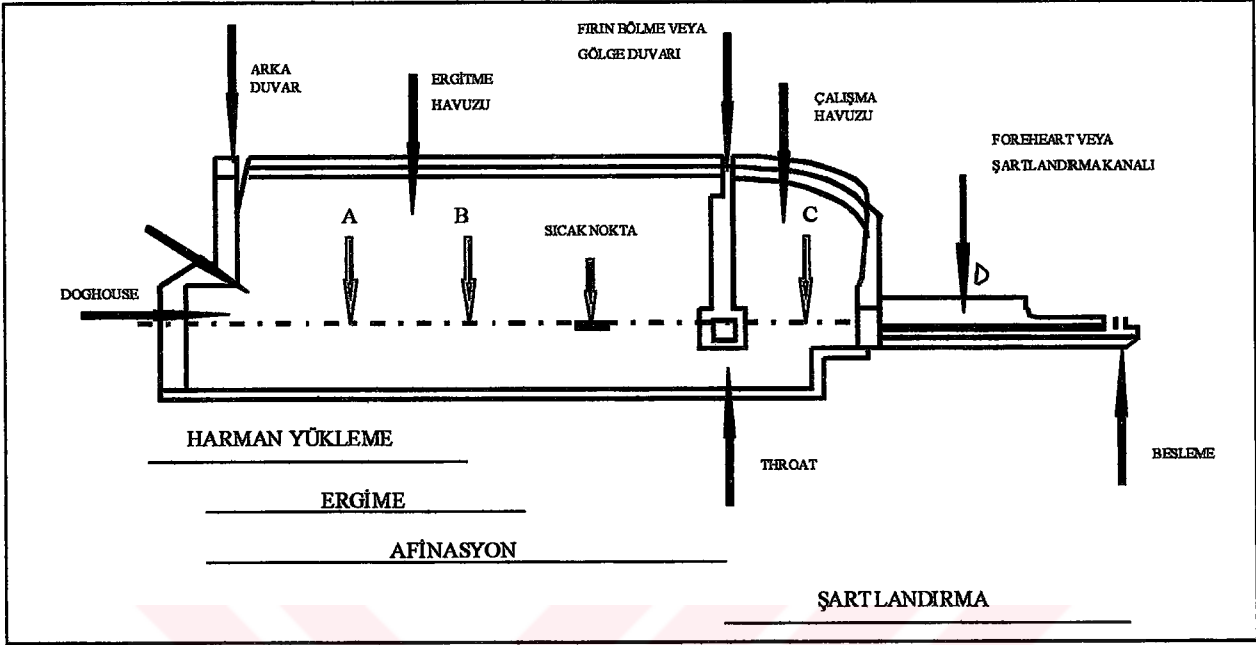 FIRIN BÖLME VEYA
GÖLGE DUVARI
ARKA
DUVAR
ERGİTME
HAVUZU
ÇALIŞMA
HAVUZU
FOREHEART VEYA
ŞARTLANDIRMA KANALI
A
B
SICAK NOKTA
C
D
DOGHOUSE
HARMAN YÜKLEME
THROAT
BESLEME
ERGİME
AFİNASYON
ŞARTLANDIRMA